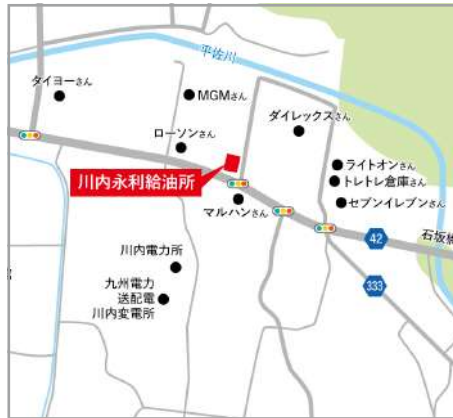 平佐川
タイヨーさん
MGMさん
ダイレックスさん
ローソンさん
ライトオンさん
トレトレ倉庫さん
川内永利給油所
マルハンさん
セブンイレブンさん
42
石坂橋
川内電力所
九州電力
送配電
川内変電所
333